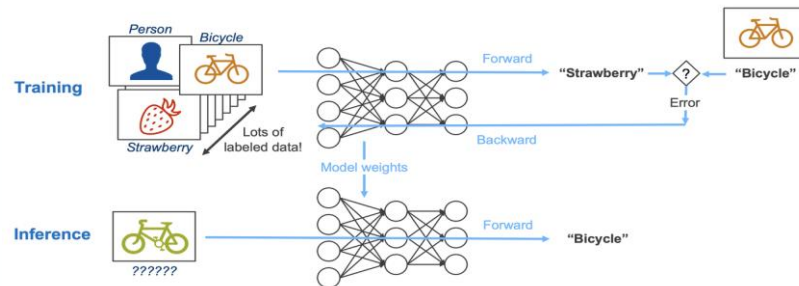 Person
Bicycle
Training
Strawberry
Lots of
labeled data!
Forward
"Strawberry"
?
"Bicycle"
Error
Backward
Model weights
Inference
??????
Forward
"Bicycle"